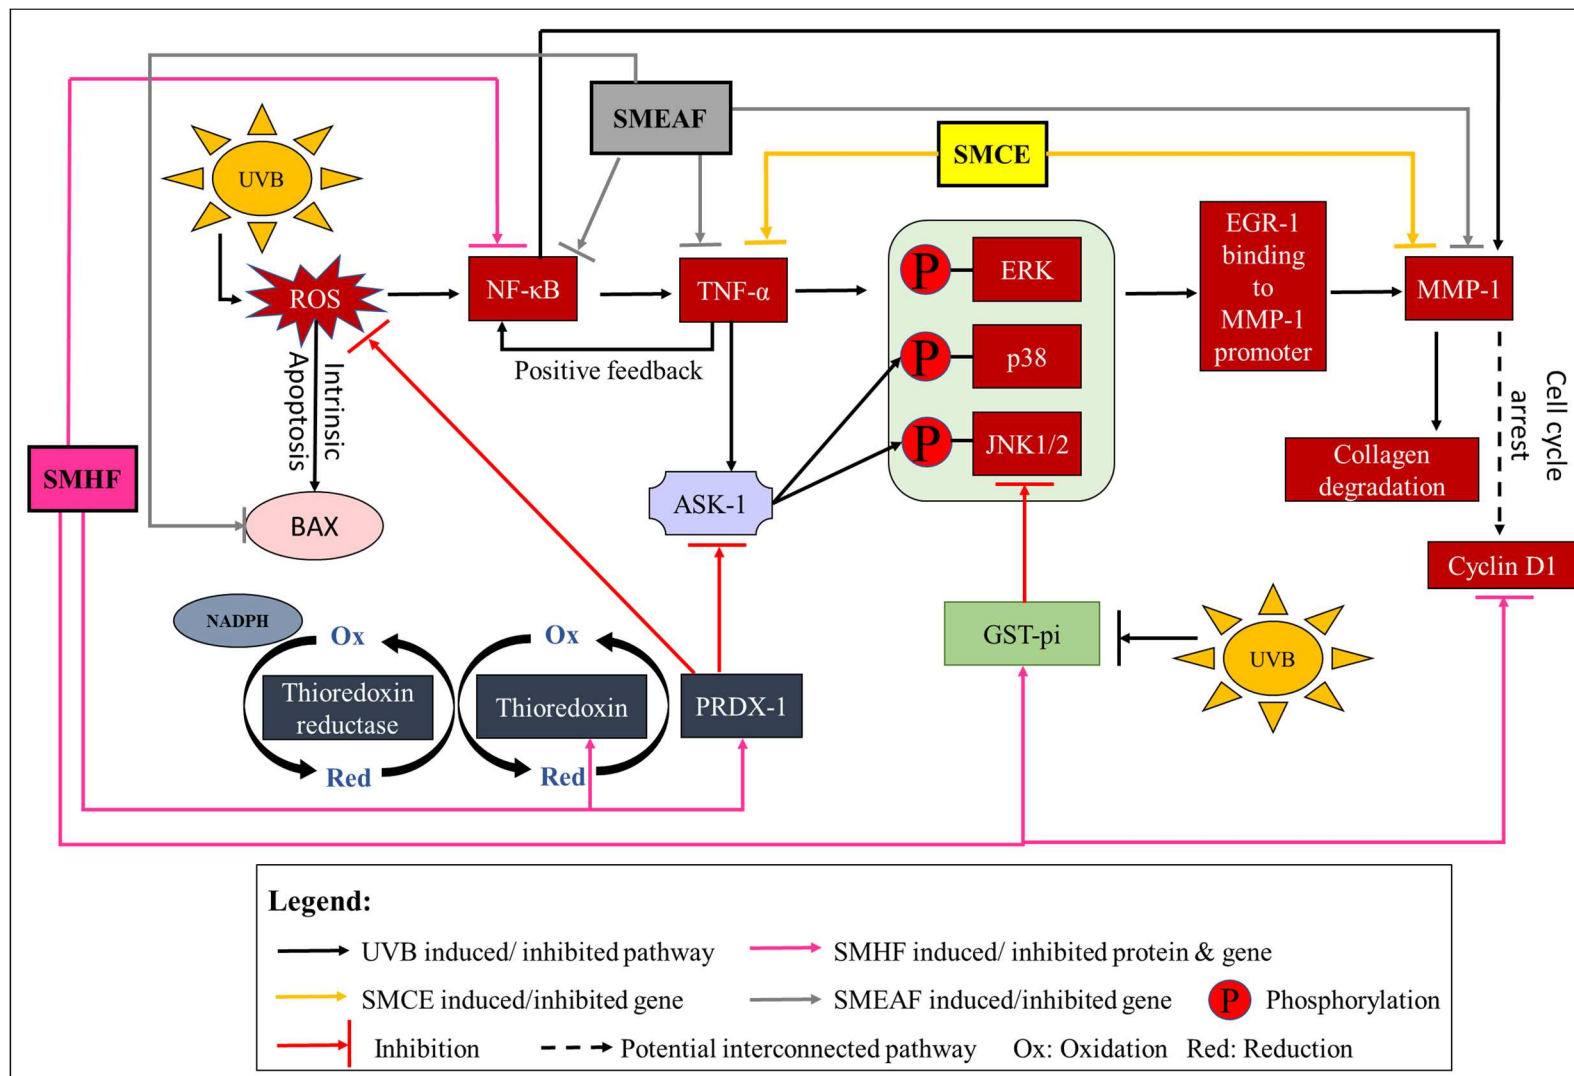 SMEAF
SMCE
UVB
ROS
NF-κB
TNF-α
P
ERK
P
p38
P
JNK1/2
EGR-1
binding
to
MMP-1
promoter
MMP-1
Positive feedback
Intrinsic
Apoptosis
Cell cycle
arrest
SMHF
BAX
ASK-1
Collagen
degradation
Cyclin D1
NADPH
Ox
Thioredoxin
reductase
Red
Ox
Thioredoxin
Red
PRDX-1
GST-pi
UVB
Legend:
UVB induced/ inhibited pathway
SMHF induced/ inhibited protein & gene
SMCE induced/inhibited gene
SMEAF induced/inhibited gene
P
Phosphorylation
Inhibition
Potential interconnected pathway
Ox: Oxidation
Red: Reduction